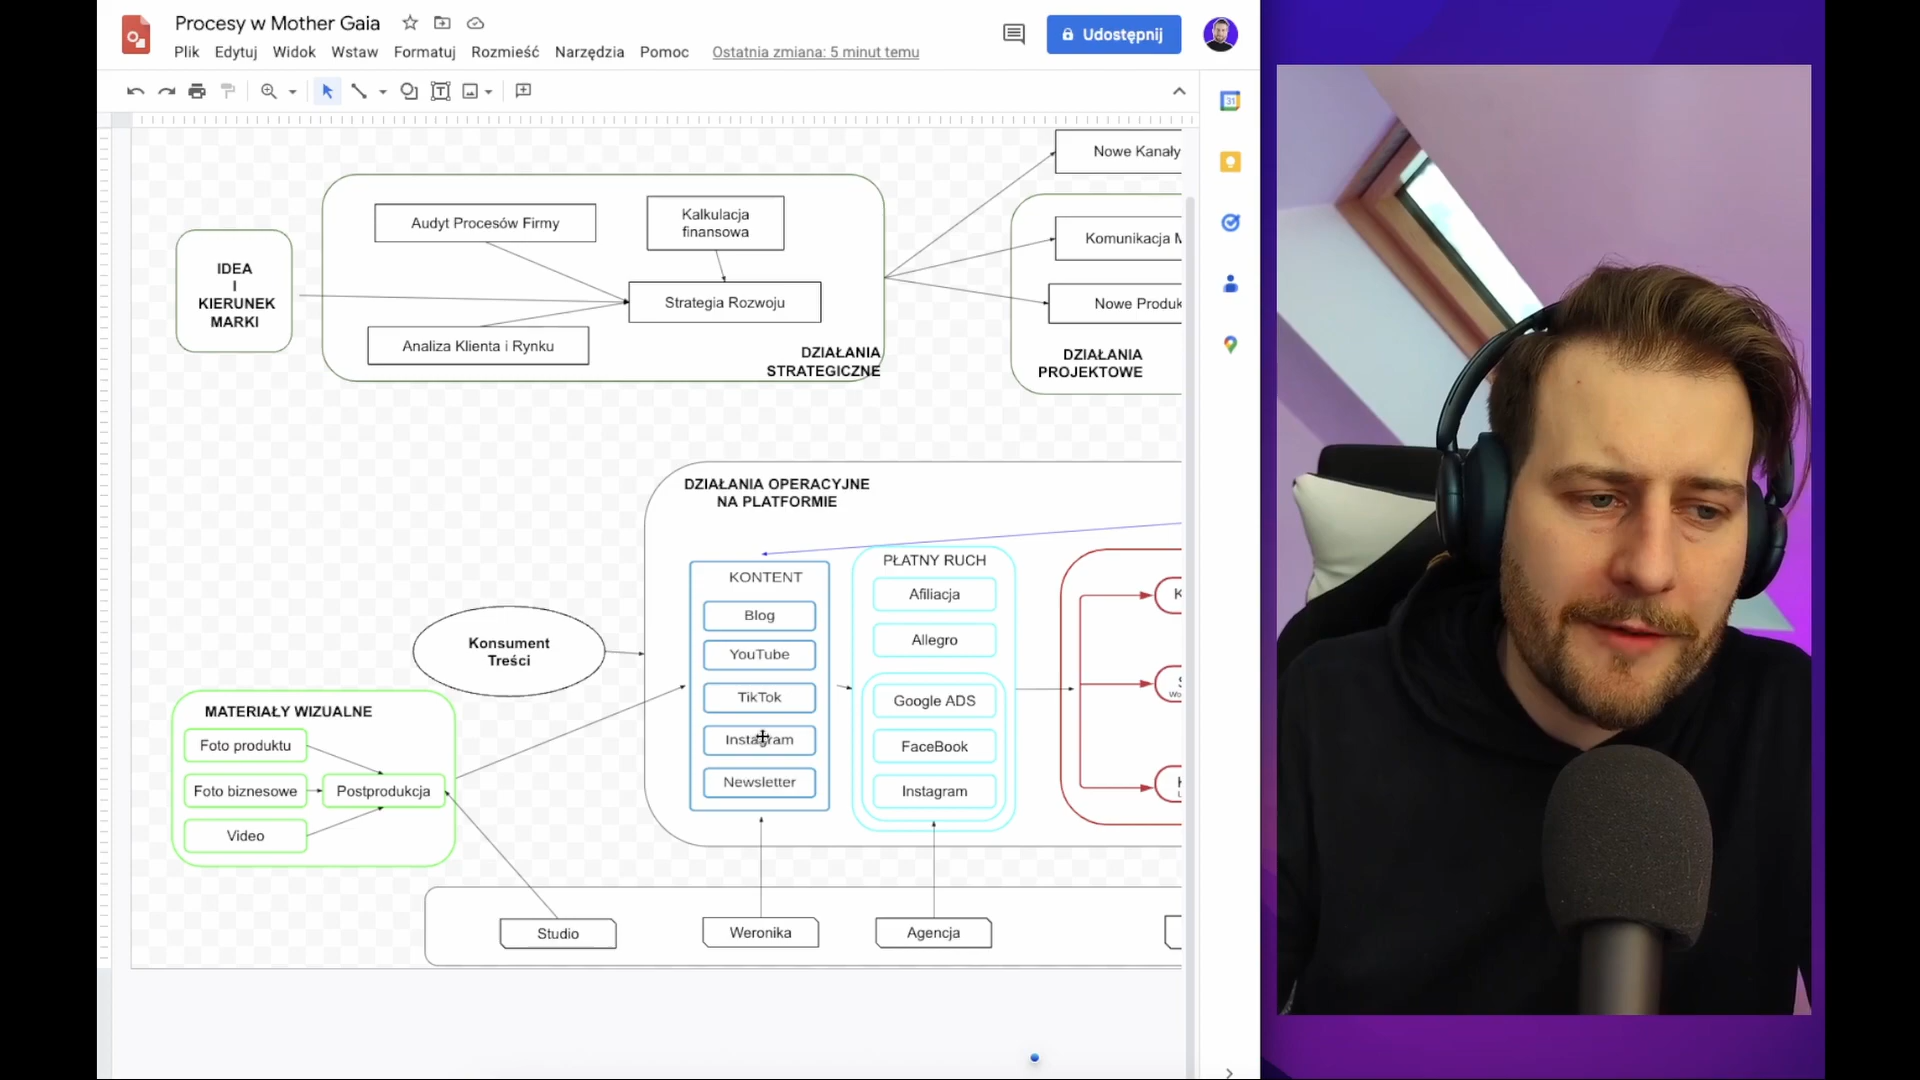 Procesy w Mother Gaia
Plik Edytuj Widok Wstaw Formatuj Rozmieść Narzędzia Pomoc Ostatnia zmiana: 5 minut temu
Udostępnij
31
Nowe Kanały
Audyt Procesów Firmy
Kalkulacja
finansowa
Komunikacja M
IDEA
I
KIERUNEK
MARKI
Strategia Rozwoju
Nowe Produk
Analiza Klienta i Rynku
DZIAŁANIA
STRATEGICZNE
DZIAŁANIA
PROJEKTOWE
DZIAŁANIA OPERACYJNE
NA PLATFORMIE
KONTENT
Blog
YouTube
TikTok
Instagram
Newsletter
PŁATNY RUCH
Afiliacja
Allegro
Google ADS
FaceBook
Instagram
K
S
Wo
Konsument
Treści
MATERIAŁY WIZUALNE
Foto produktu
Foto biznesowe
Video
Postprodukcja
Studio
Weronika
Agencja